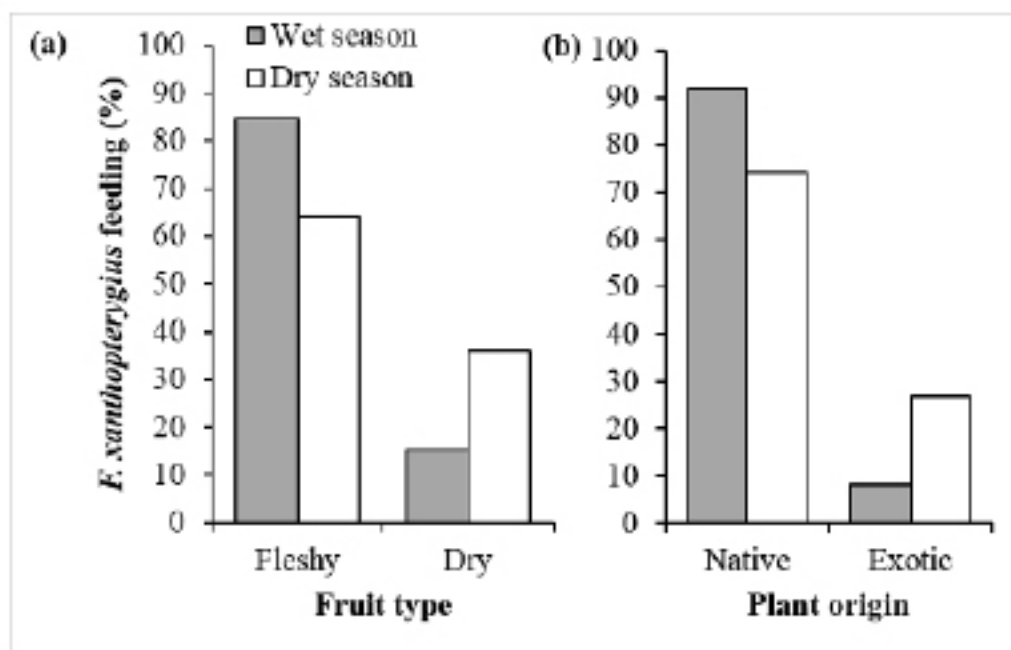 (a)
Wet season
Dry season
F. xanthopterygius feeding (%)
100
90
80
70
60
50
40
30
20
10
0
Fleshy Dry
Fruit type
(b)
100
90
80
70
60
50
40
30
20
10
0
Native Exotic
Plant origin